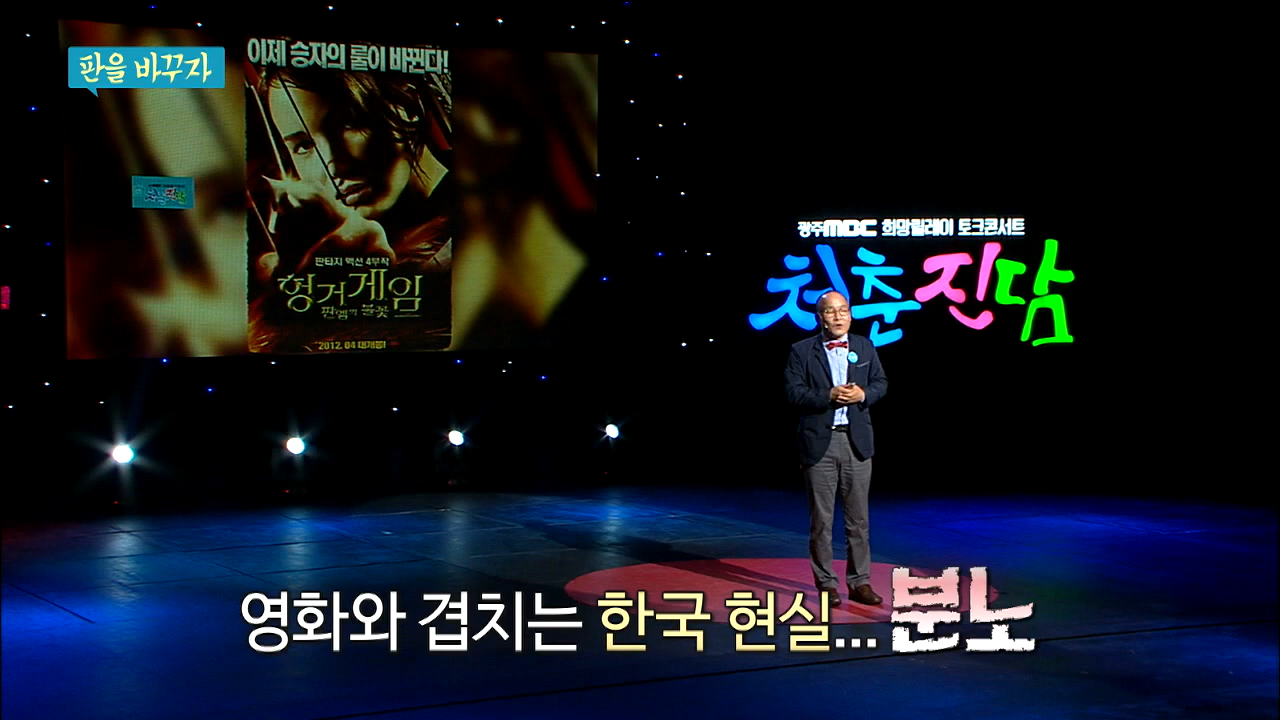 판을 바꾸자
이제 승자의 룰이 바뀐다!
판타지 액션 4부작
헝거게임
판엠의 불꽃
2012.04 대개봉!
광주MBC 희망릴레이 토크콘서트
청춘진담
영화와 겹치는 한국 현실... 분노